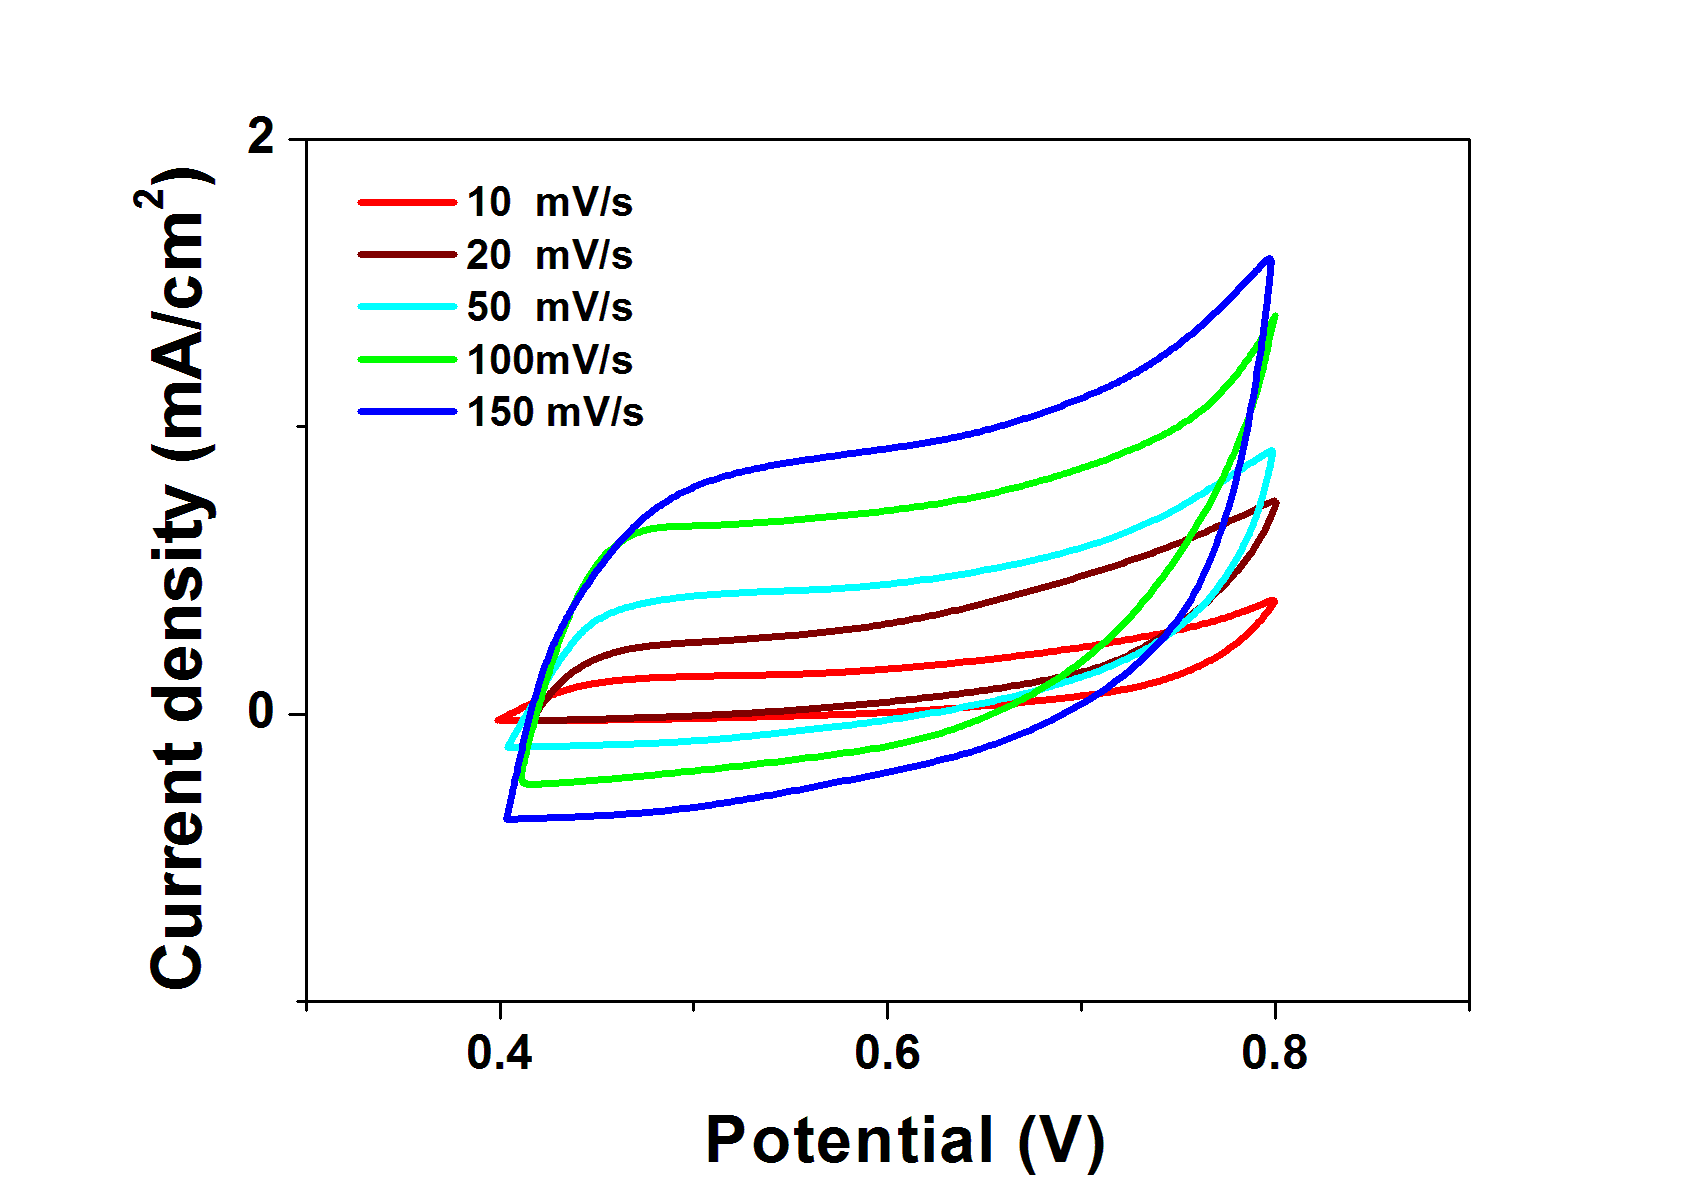 2
10  mV/s
20  mV/s
50  mV/s
100mV/s
150 mV/s
Current density (mA/cm²)
0
0.4 0.6 0.8
Potential (V)